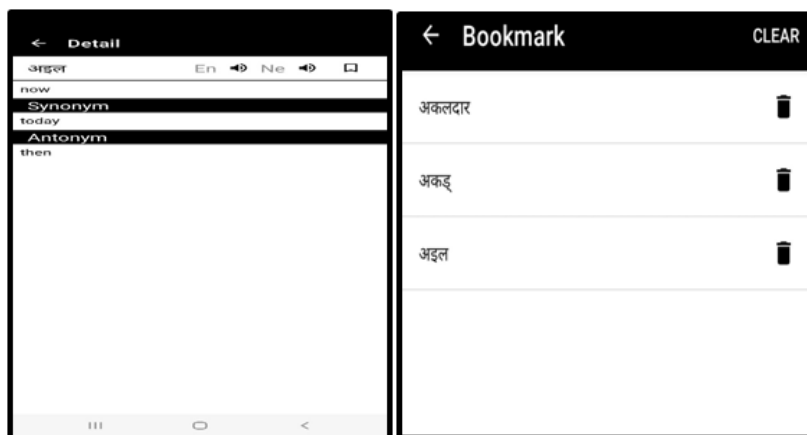 ← Detail
अइल En Ne
now
Synonym
today
Antonym
then
← Bookmark CLEAR
अकलदार
अकड्
अइल